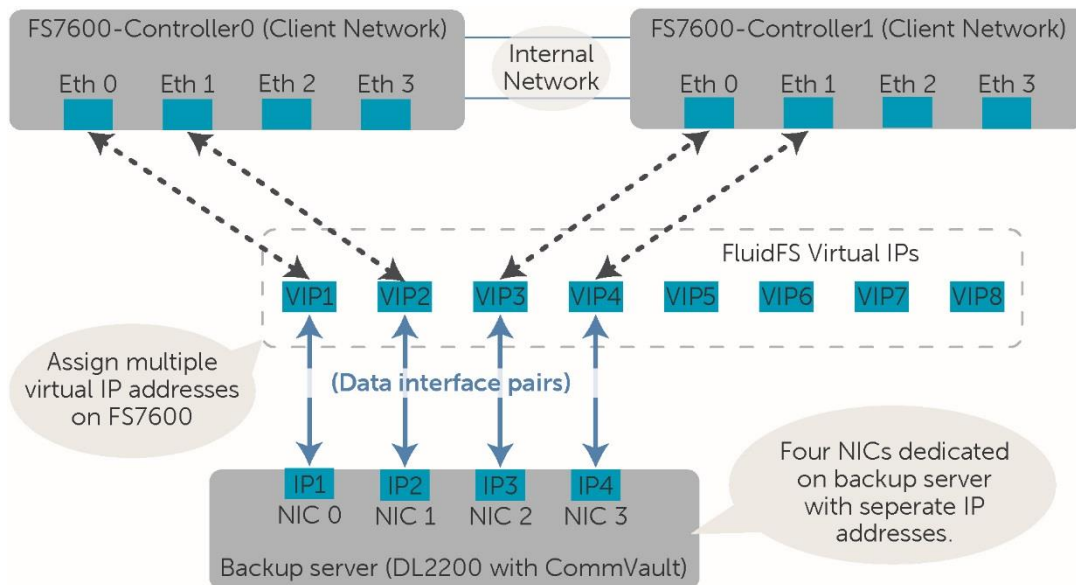 FS7600-Controller0 (Client Network)
Eth 0 Eth 1 Eth 2 Eth 3
Internal
Network
FS7600-Controller1 (Client Network)
Eth 0 Eth 1 Eth 2 Eth 3
FluidFS Virtual IPs
VIP1 VIP2 VIP3 VIP4 VIP5 VIP6 VIP7 VIP8
Assign multiple
virtual IP addresses
on FS7600
(Data interface pairs)
Four NICs dedicated
on backup server
with seperate IP
addresses.
IP1 IP2 IP3 IP4
NIC 0 NIC 1 NIC 2 NIC 3
Backup server (DL2200 with CommVault)